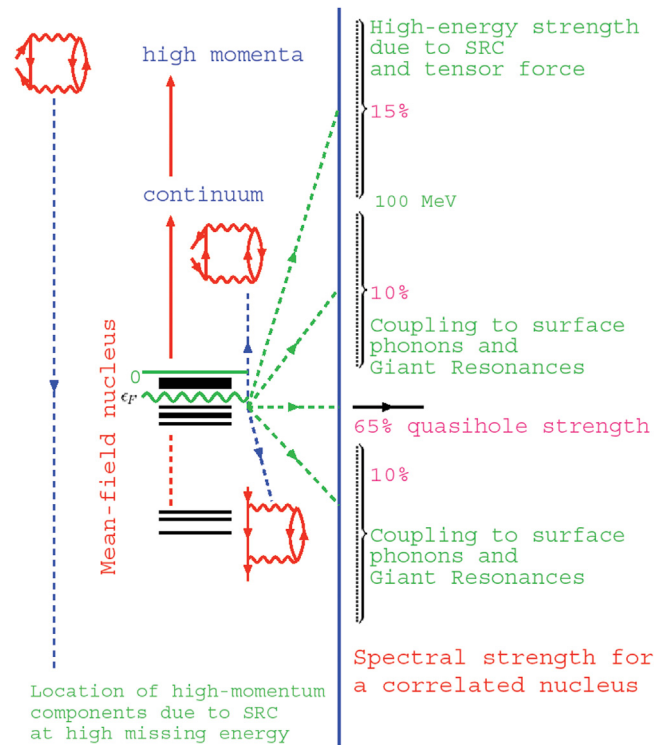 high momenta
continuum
Mean-field nucleus
0
ϵF
Location of high-momentum
components due to SRC
at high missing energy
High-energy strength
due to SRC
and tensor force
15%
100 MeV
10%
Coupling to surface
phonons and
Giant Resonances
65% quasihole strength
10%
Coupling to surface
phonons and
Giant Resonances
Spectral strength for
a correlated nucleus